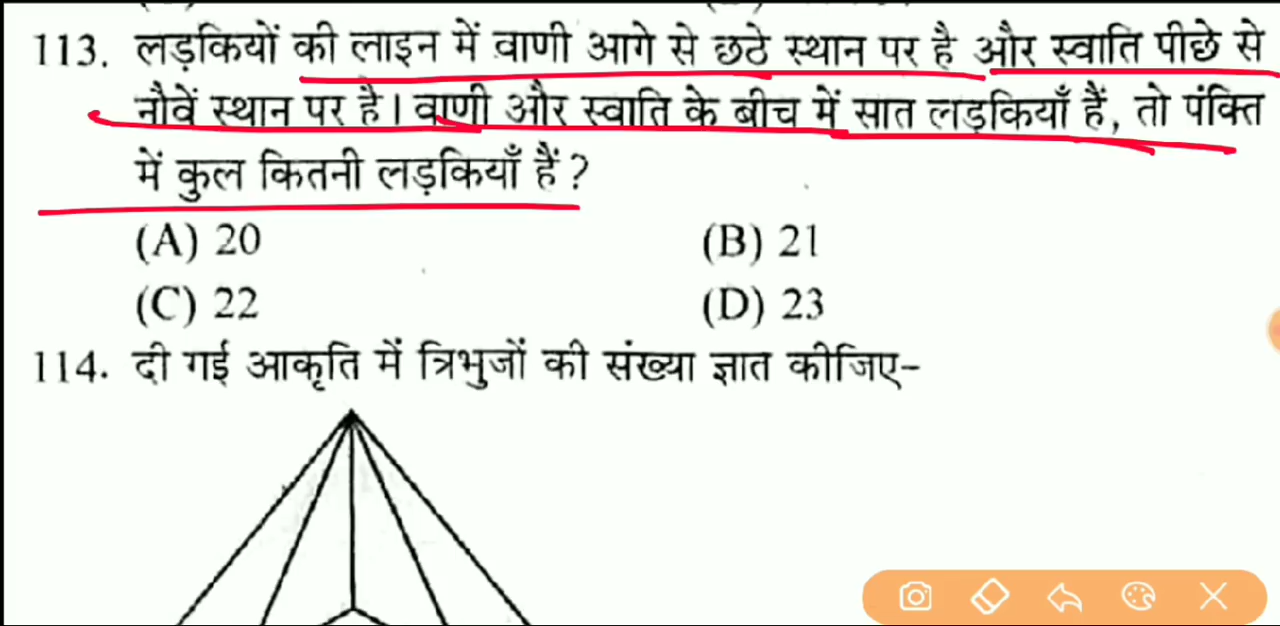 113. लड़कियों की लाइन में वाणी आगे से छठे स्थान पर है और स्वाति पीछे से
नौवें स्थान पर है। वाणी और स्वाति के बीच में सात लड़कियाँ हैं, तो पंक्ति
में कुल कितनी लड़कियाँ हैं ?
(A) 20 (B) 21
(C) 22 (D) 23
114. दी गई आकृति में त्रिभुजों की संख्या ज्ञात कीजिए-